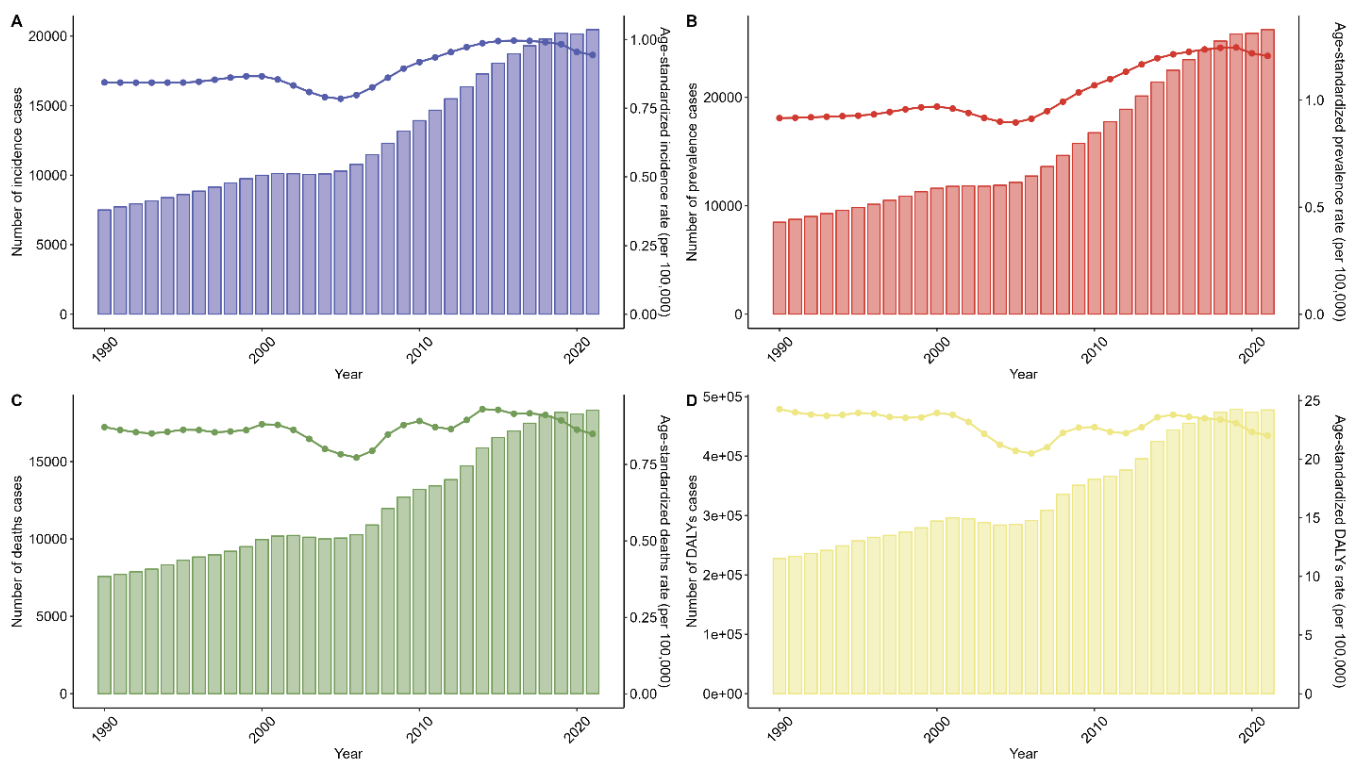 A
Number of incidence cases
20000
15000
10000
5000
0
1.00
0.75
0.50
0.25
0.00
Age-standardized incidence rate (per 100,000)
1990
2000
2010
2020
Year
B
Number of prevalence cases
20000
10000
0
1.0
0.5
0.0
Age-standardized prevalence rate (per 100,000)
1990
2000
2010
2020
Year
C
Number of deaths cases
15000
10000
5000
0
0.75
0.50
0.25
0.00
Age-standardized deaths rate (per 100,000)
1990
2000
2010
2020
Year
D
Number of DALYs cases
5e+05
4e+05
3e+05
2e+05
1e+05
0e+00
25
20
15
10
5
0
Age-standardized DALYs rate (per 100,000)
1990
2000
2010
2020
Year